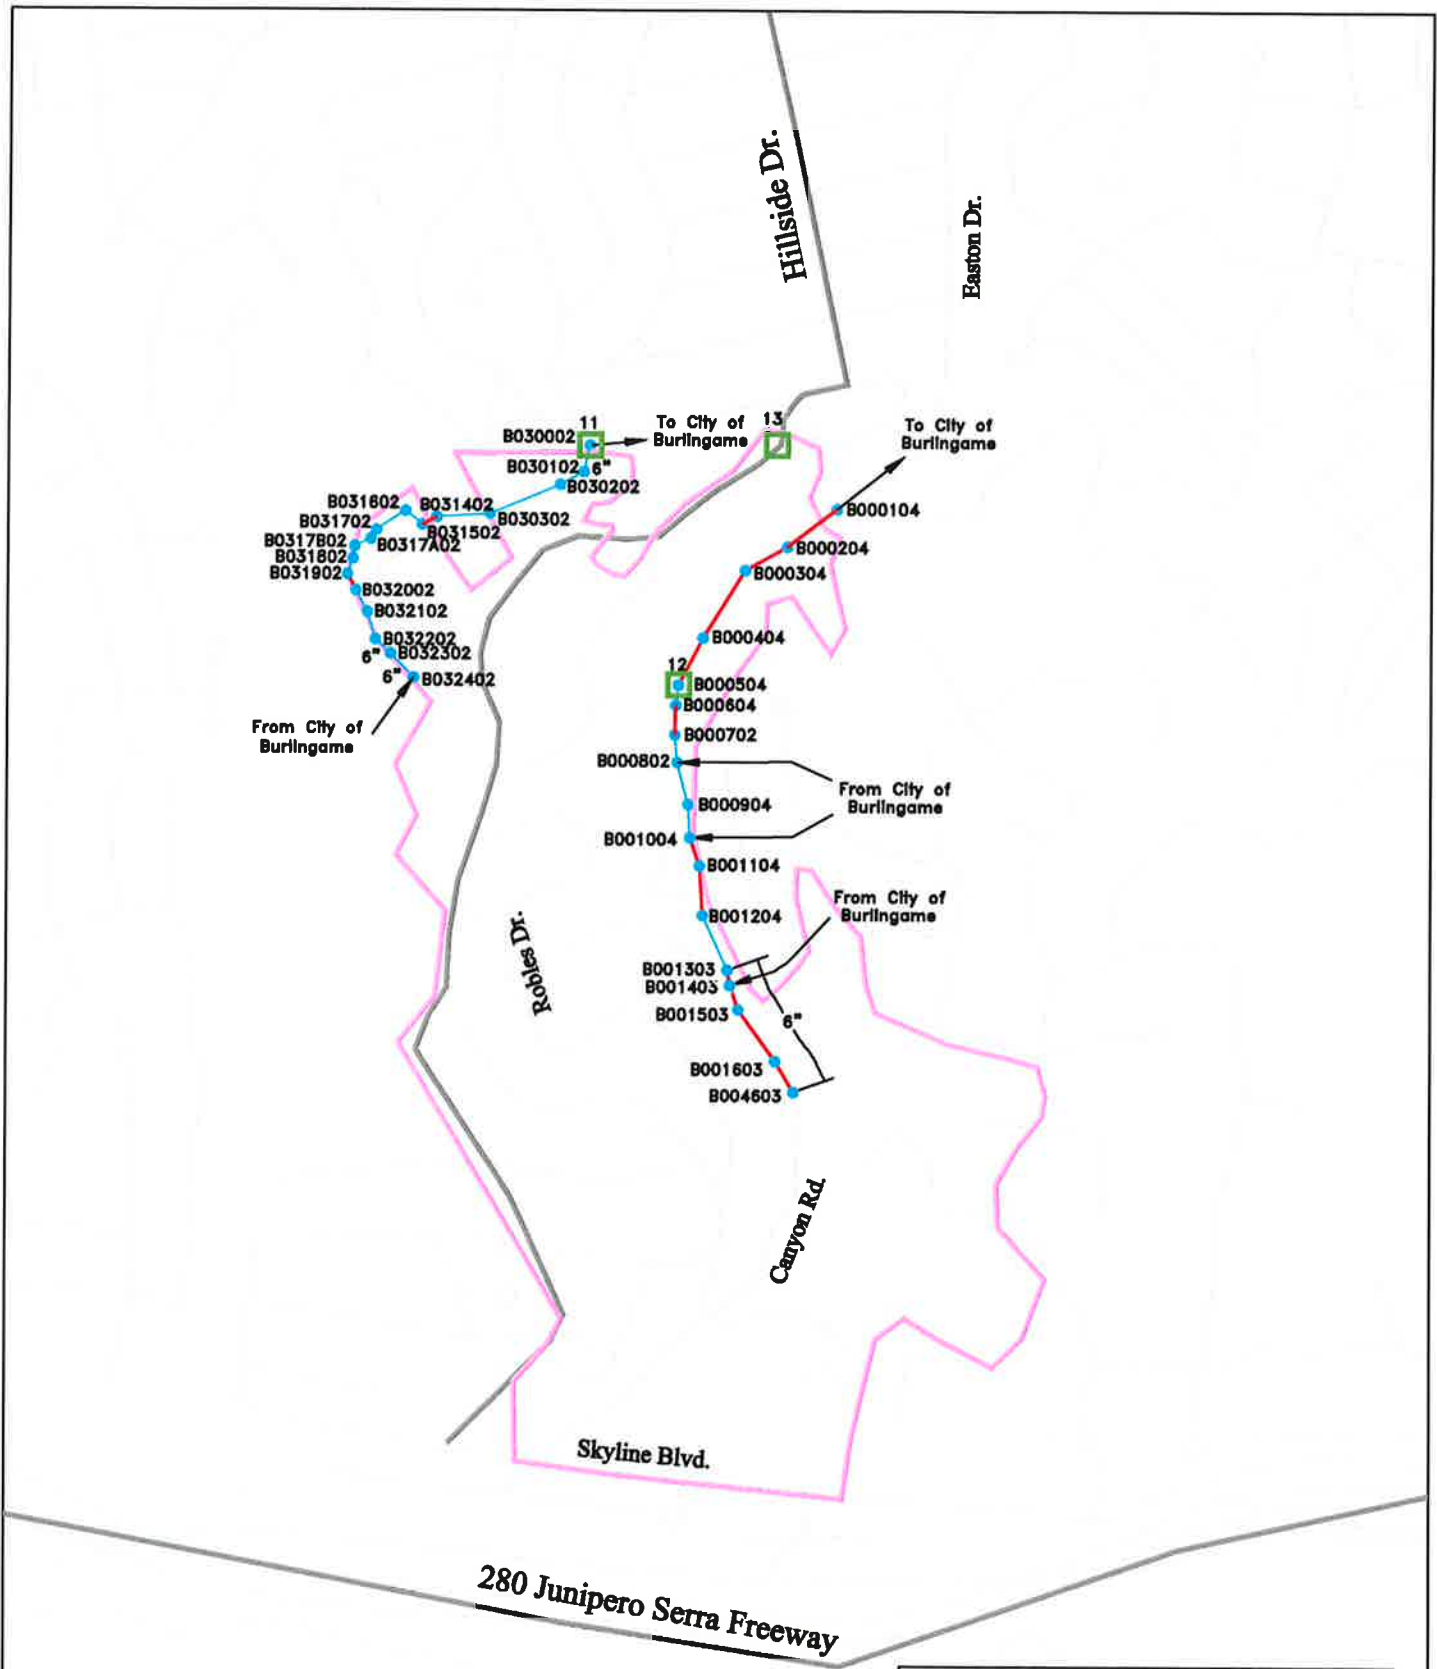 Hillside Dr.
Easton Dr.
11
B030002
To City of
Burlingame
13
To City of
Burlingame
B030102
6"
B030202
B031602
B031402
B030302
B031702
B031502
B0317B02
B0317A02
B031802
B031902
B032002
B032102
B032202
6"
B032302
6"
B032402
From City of
Burlingame
B000104
B000204
B000304
B000404
12
B000504
B000604
B000702
B000802
From City of
Burlingame
B000904
B001004
B001104
From City of
Burlingame
B001204
B001303
B001403
B001503
6"
B001603
B004603
Robles Dr.
Canyon Rd.
Skyline Blvd.
280 Junipero Serra Freeway